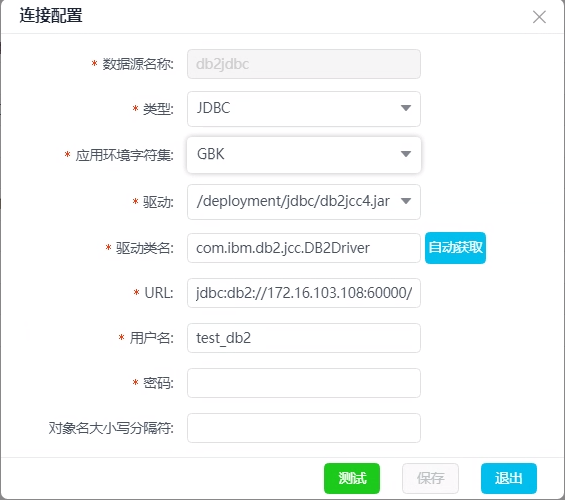 连接配置
* 数据源名称: db2jdbc
* 类型: JDBC
* 应用环境字符集: GBK
* 驱动: /deployment/jdbc/db2jcc4.jar
* 驱动类名: com.ibm.db2.jcc.DB2Driver 自动获取
* URL: jdbc:db2://172.16.103.108:60000/
* 用户名: test_db2
* 密码:
对象名大小写分隔符:
测试 保存 退出